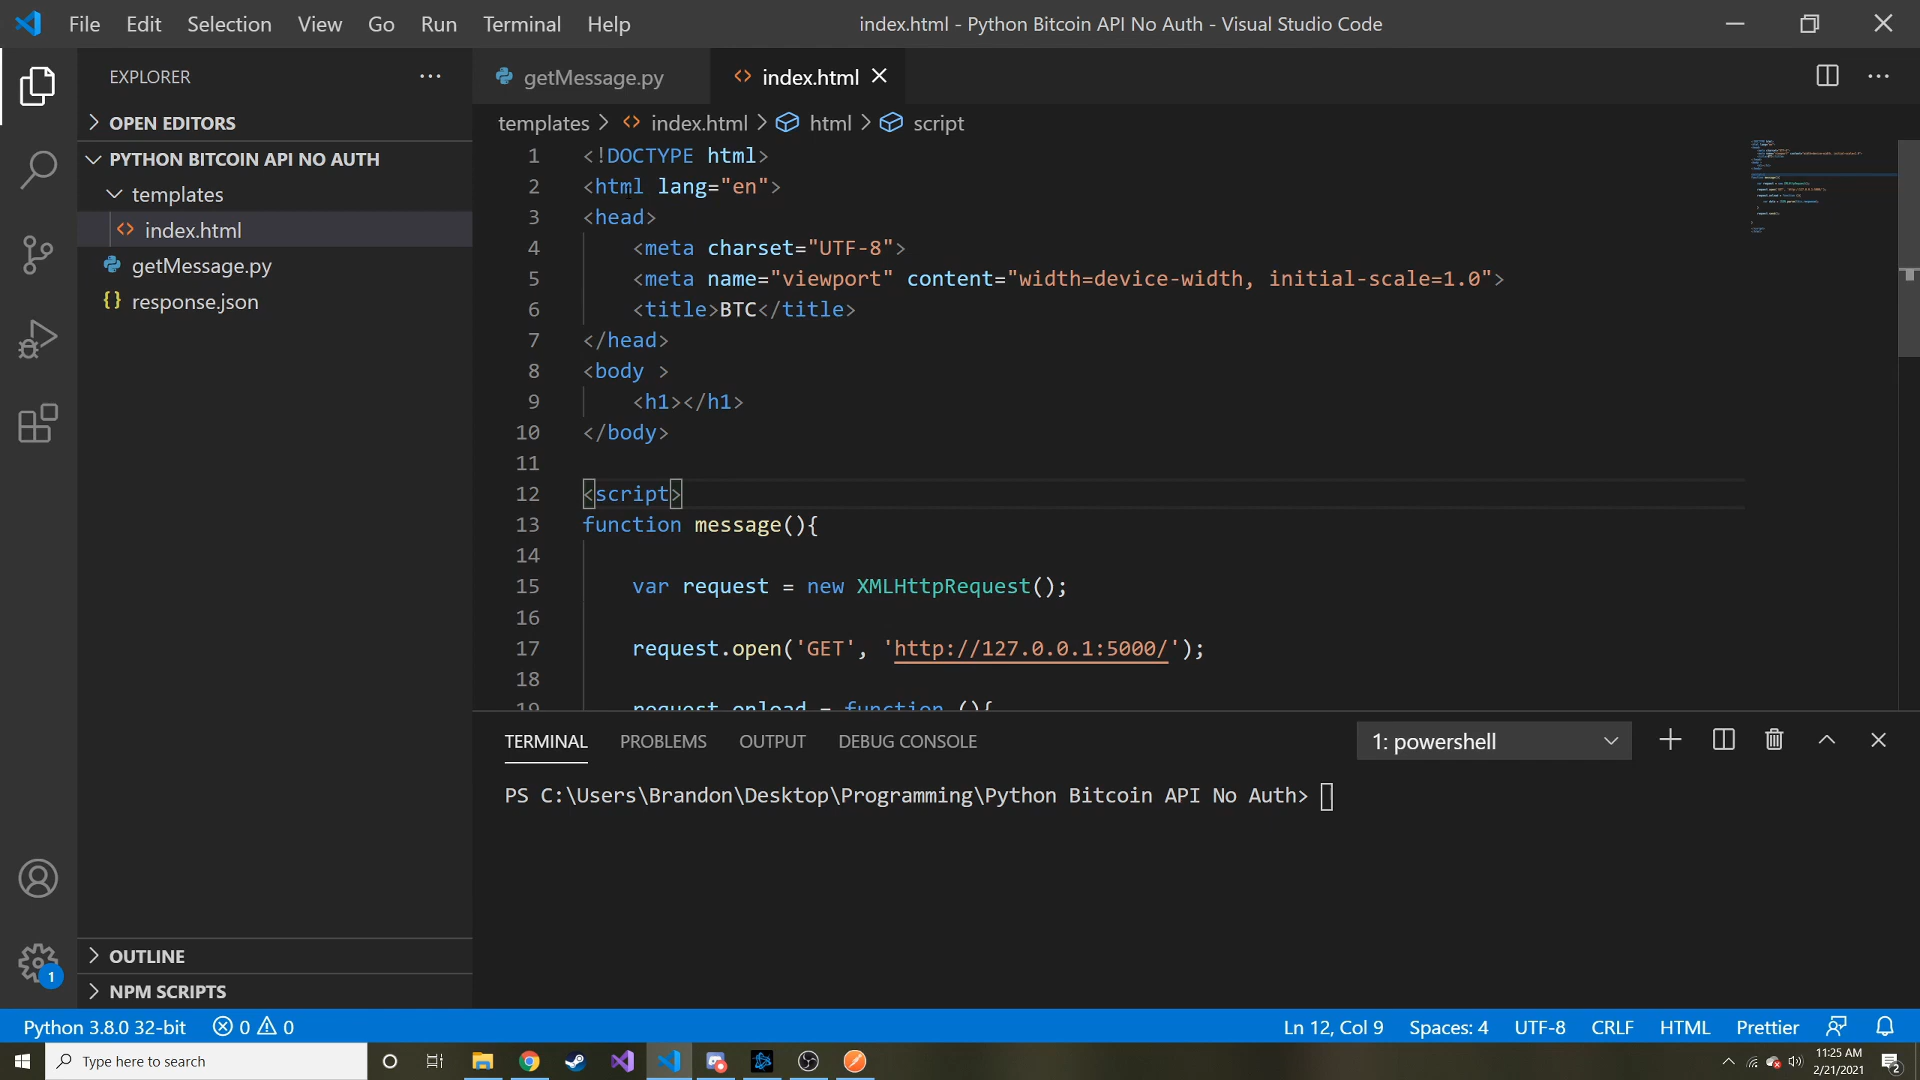 File Edit Selection View Go Run Terminal Help index.html - Python Bitcoin API No Auth - Visual Studio Code
EXPLORER
OPEN EDITORS
PYTHON BITCOIN API NO AUTH
templates
index.html
getMessage.py
response.json
OUTLINE
NPM SCRIPTS
getMessage.py index.html
templates > index.html > html > script
1 <!DOCTYPE html>
2 <html lang="en">
3 <head>
4 <meta charset="UTF-8">
5 <meta name="viewport" content="width=device-width, initial-scale=1.0">
6 <title>BTC</title>
7 </head>
8 <body >
9 <h1></h1>
10 </body>
11
12 <script>
13 function message(){
14
15 var request = new XMLHttpRequest();
16
17 request.open('GET', 'http://127.0.0.1:5000/');
18
19 request.onload = function (){
TERMINAL PROBLEMS OUTPUT DEBUG CONSOLE 1: powershell
PS C:\Users\Brandon\Desktop\Programming\Python Bitcoin API No Auth>
1
Python 3.8.0 32-bit 0 0 Ln 12, Col 9 Spaces: 4 UTF-8 CRLF HTML Prettier
Type here to search
11:25 AM
2/21/2021
2